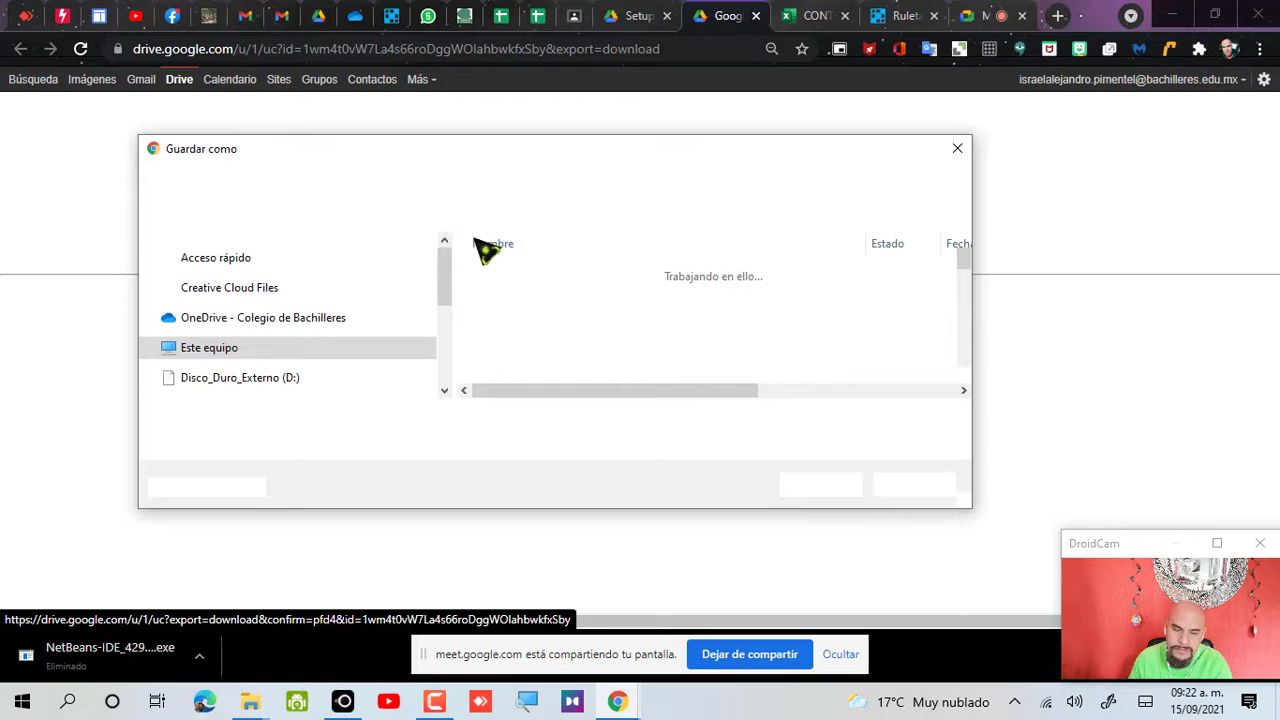 Setup
Goog
CONT
Ruleta
M
drive.google.com/u/1/uc?id=1wm4t0vW7La4s66roDggWOlahbwkfxSby&export=download
Búsqueda Imágenes Gmail Drive Calendario Sites Grupos Contactos Más
israelalejandro.pimentel@bachilleres.edu.mx
Guardar como
Nombre Estado Fecha
Acceso rápido
Trabajando en ello...
Creative Cloud Files
OneDrive - Colegio de Bachilleres
Este equipo
Disco_Duro_Externo (D:)
DroidCam
https://drive.google.com/u/1/uc?export=download&confirm=pfd4&id=1wm4t0vW7La4s66roDggWOlahbwkfxSby
NetBeans-IDE_429....exe
Eliminado
meet.google.com está compartiendo tu pantalla.
Dejar de compartir
Ocultar
17°C Muy nublado
09:22 a. m.
15/09/2021